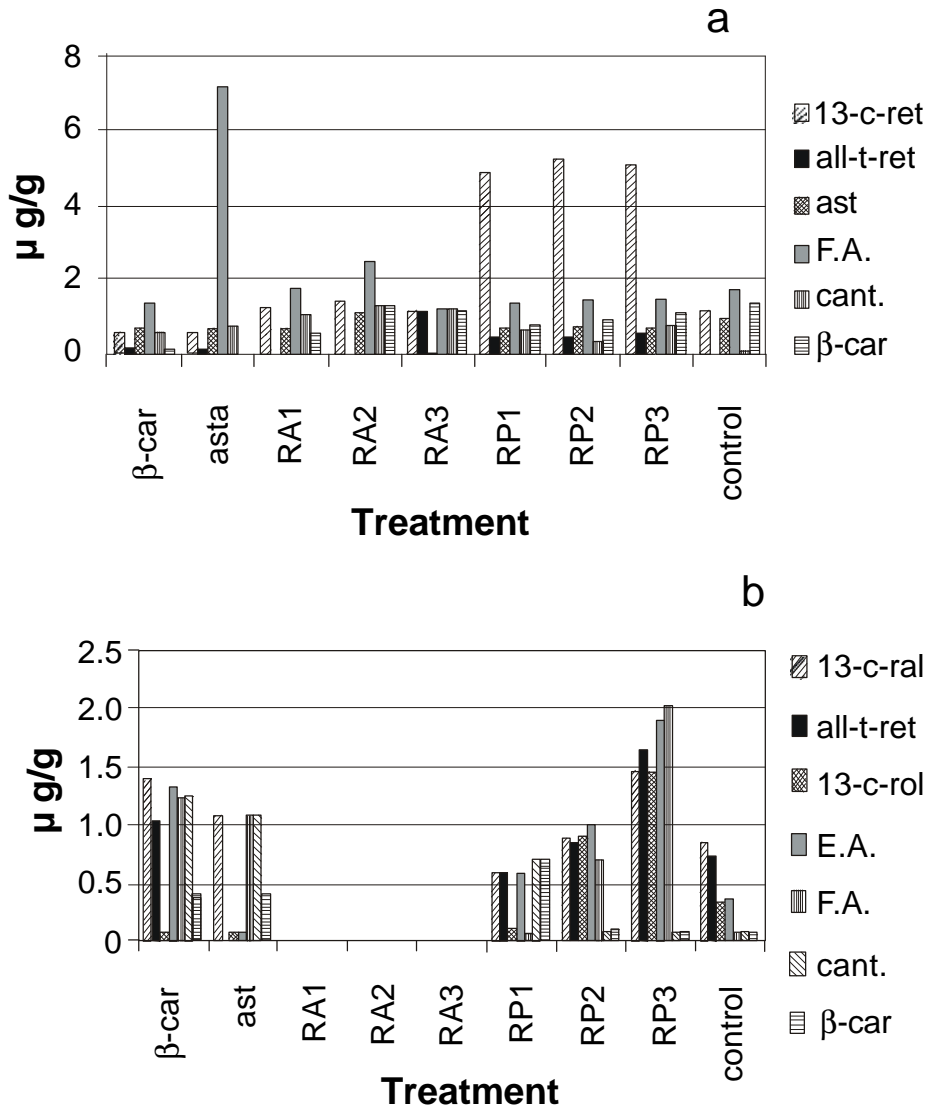 a
8
6
4
2
0
μ g/g
β-car
asta
RA1
RA2
RA3
RP1
RP2
RP3
control
Treatment
13-c-ret
all-t-ret
ast
F.A.
cant.
β-car
b
2.5
2.0
1.5
1.0
0.5
0
μ g/g
β-car
ast
RA1
RA2
RA3
RP1
RP2
RP3
control
Treatment
13-c-ral
all-t-ret
13-c-rol
E.A.
F.A.
cant.
β-car